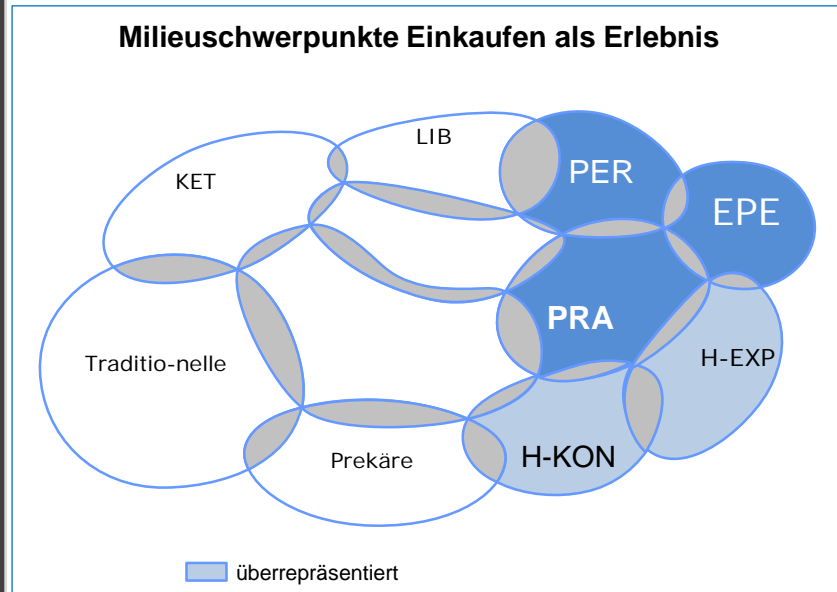 Milieuschwerpunkte Einkaufen als Erlebnis
LIB
PER
KET
EPE
PRA
H-EXP
Traditio-nelle
Prekäre
H-KON
überrepräsentiert